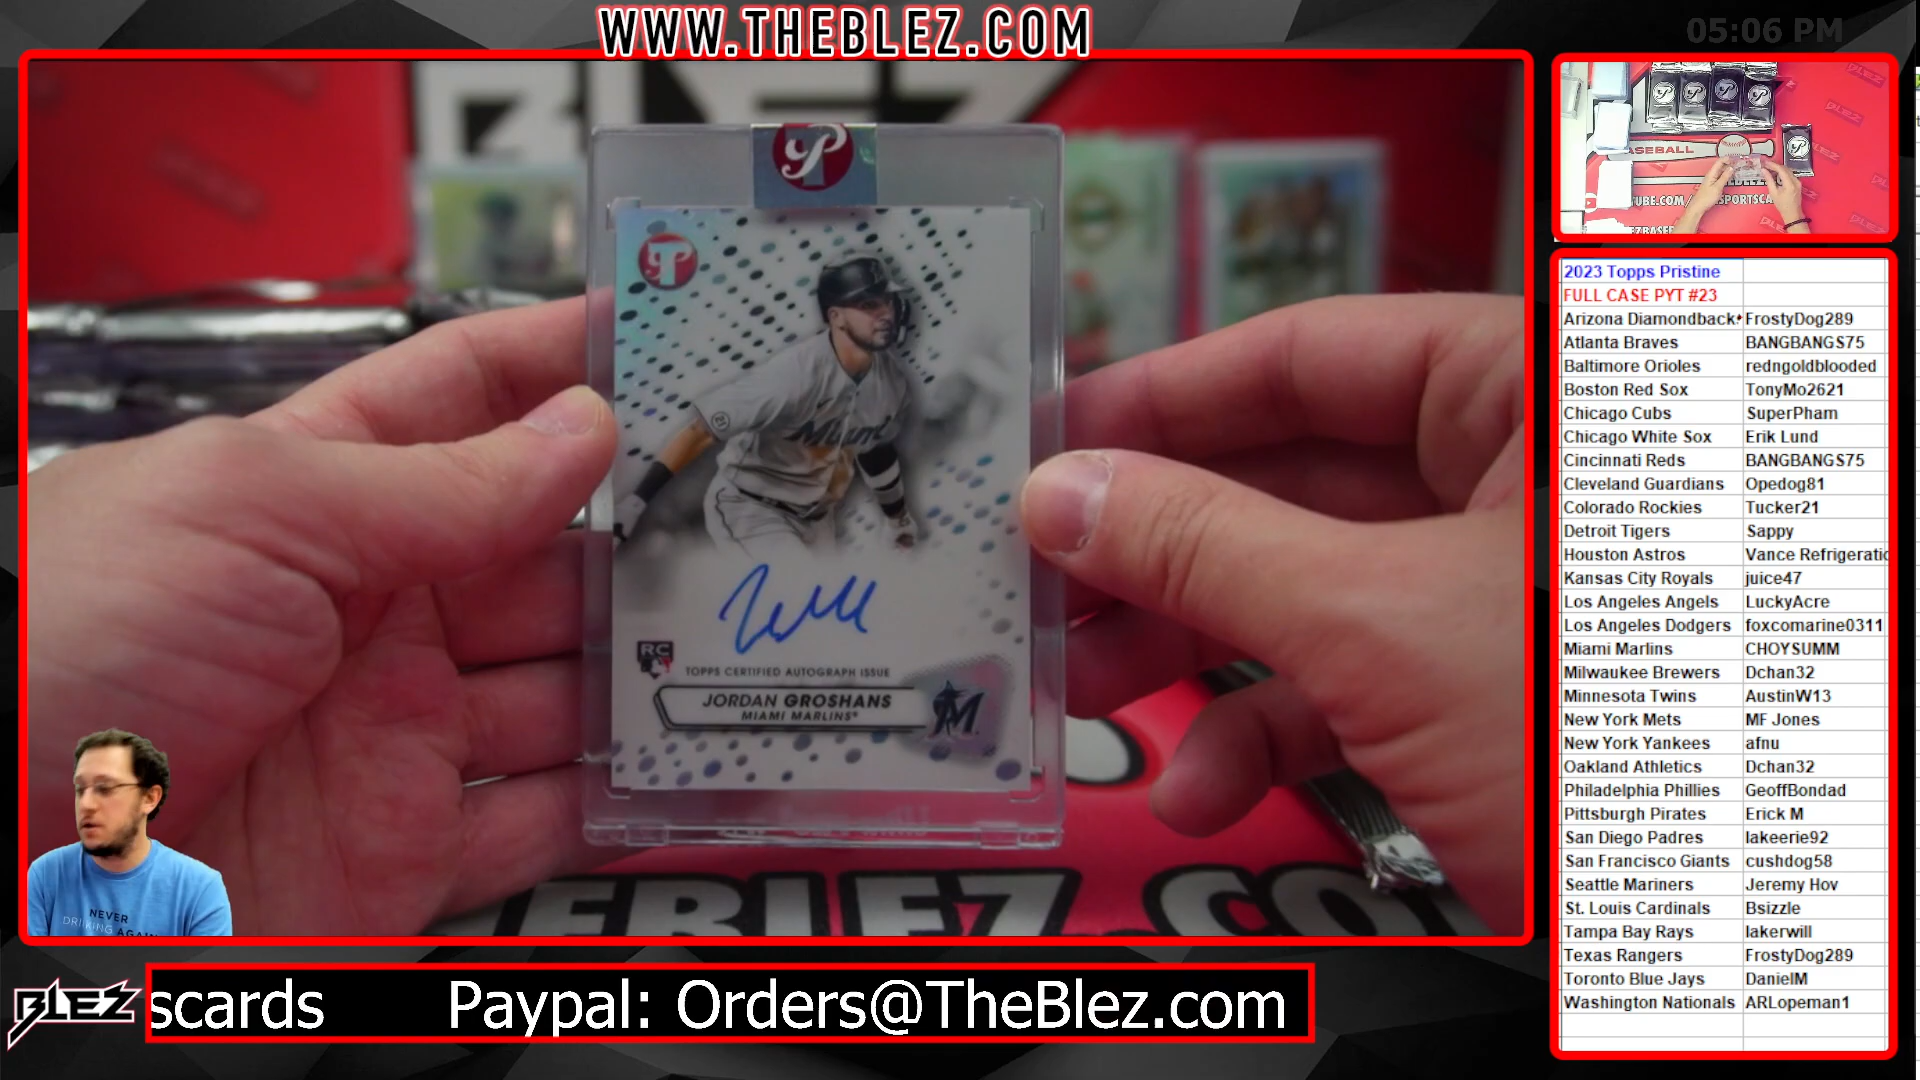 WWW.THEBLEZ.COM
05:06 PM
RC
TOPPS CERTIFIED AUTOGRAPH ISSUE
JORDAN GROSHANS
MIAMI MARLINS®
Miami
M
BLEZ
ASEBALL
NEVER
DRINKING AGAIN
BLEZ
scards Paypal: Orders@TheBlez.com
2023 Topps Pristine
FULL CASE PYT #23
Arizona Diamondback FrostyDog289
Atlanta Braves BANGBANGS75
Baltimore Orioles redngoldblooded
Boston Red Sox TonyMo2621
Chicago Cubs SuperPham
Chicago White Sox Erik Lund
Cincinnati Reds BANGBANGS75
Cleveland Guardians Opedog81
Colorado Rockies Tucker21
Detroit Tigers Sappy
Houston Astros Vance Refrigeratio
Kansas City Royals juice47
Los Angeles Angels LuckyAcre
Los Angeles Dodgers foxcomarine0311
Miami Marlins CHOYSUMM
Milwaukee Brewers Dchan32
Minnesota Twins AustinW13
New York Mets MF Jones
New York Yankees afnu
Oakland Athletics Dchan32
Philadelphia Phillies GeoffBondad
Pittsburgh Pirates Erick M
San Diego Padres lakeerie92
San Francisco Giants cushdog58
Seattle Mariners Jeremy Hov
St. Louis Cardinals Bsizzle
Tampa Bay Rays lakerwill
Texas Rangers FrostyDog289
Toronto Blue Jays DanielM
Washington Nationals ARLopeman1